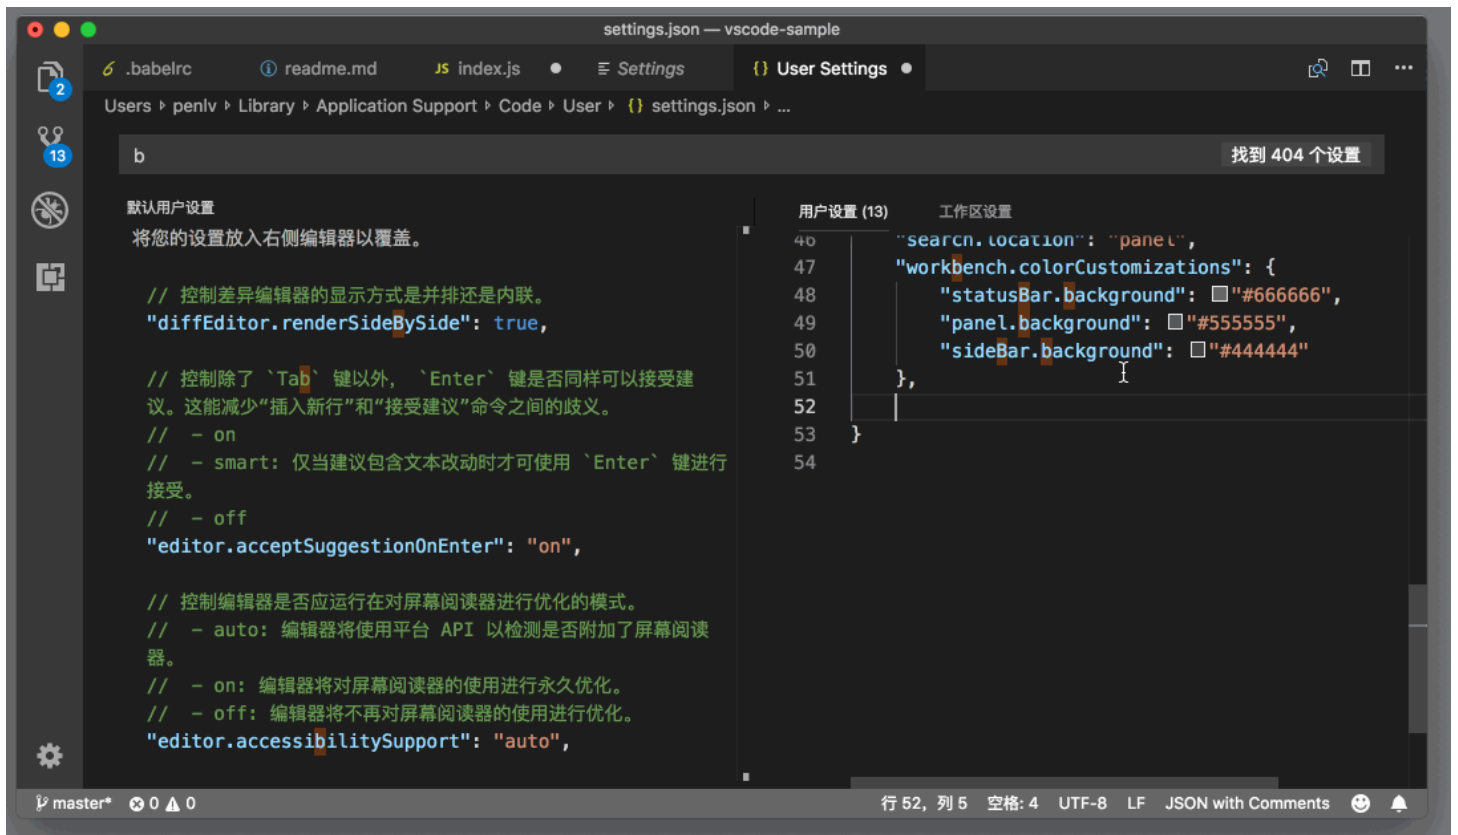 settings.json — vscode-sample
.babelrc
readme.md
JS index.js
Settings
{} User Settings
2
Users Library penlv Application Support Code User {} settings.json ...
13
b
找到 404 个设置
默认用户设置
将您的设置放入右侧编辑器以覆盖。
// 控制差异编辑器的显示方式是并排还是内联。
"diffEditor.renderSideBySide": true,
// 控制除了 `Tab` 键以外， `Enter` 键是否同样可以接受建
议。这能减少“插入新行”和“接受建议”命令之间的歧义。
//  - on
//  - smart: 仅当建议包含文本改动时才可使用 `Enter` 键进行
接受。
//  - off
"editor.acceptSuggestionOnEnter": "on",
// 控制编辑器是否应运行在对屏幕阅读器进行优化的模式。
//  - auto: 编辑器将使用平台 API 以检测是否附加了屏幕阅读
器。
//  - on: 编辑器将对屏幕阅读器的使用进行永久优化。
//  - off: 编辑器将不再对屏幕阅读器的使用进行优化。
"editor.accessibilitySupport": "auto",
用户设置 (13)
工作区设置
46 "search.location": "panel",
47 "workbench.colorCustomizations": {
48 "statusBar.background": "#666666",
49 "panel.background": "#555555",
50 "sideBar.background": "#444444"
51 },
52
53 }
54
master* 0 0
行 52，列 5 空格: 4 UTF-8 LF JSON with Comments